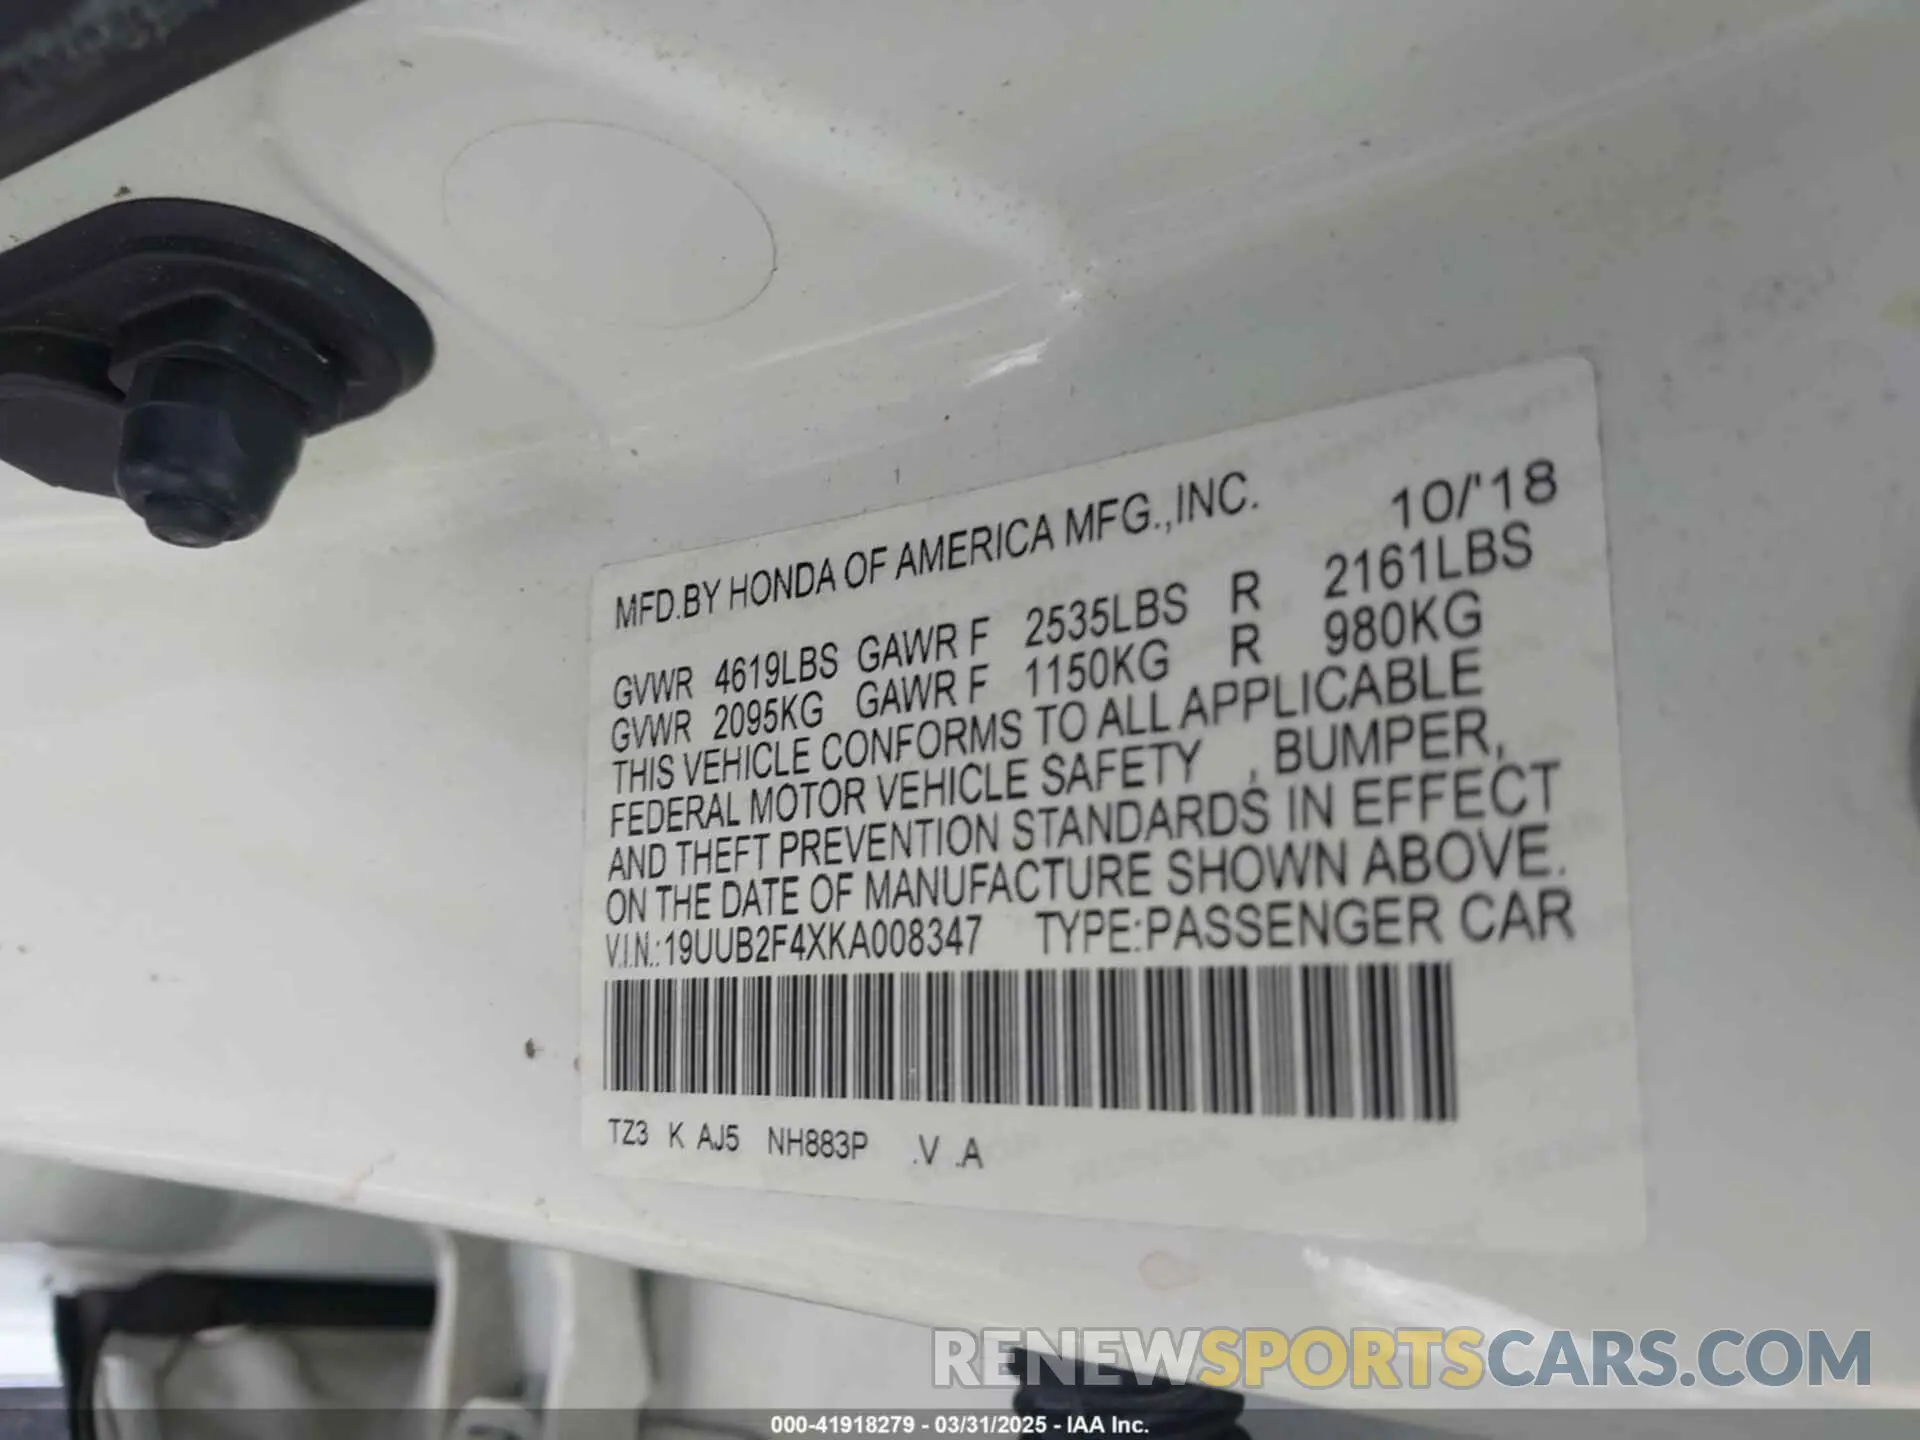 MFD.BY HONDA OF AMERICA MFG.,INC. 10/'18
GVWR 4619LBS GAWR F 2535LBS R 2161LBS
GVWR 2095KG GAWR F 1150KG R 980KG
THIS VEHICLE CONFORMS TO ALL APPLICABLE
FEDERAL MOTOR VEHICLE SAFETY , BUMPER,
AND THEFT PREVENTION STANDARDS IN EFFECT
ON THE DATE OF MANUFACTURE SHOWN ABOVE.
V.I.N.:19UUB2F4XKA008347 TYPE:PASSENGER CAR
TZ3 K AJ5 NH883P .V .A
RENEWSPORTSCARS.COM
000-41918279 - 03/31/2025 - IAA Inc.